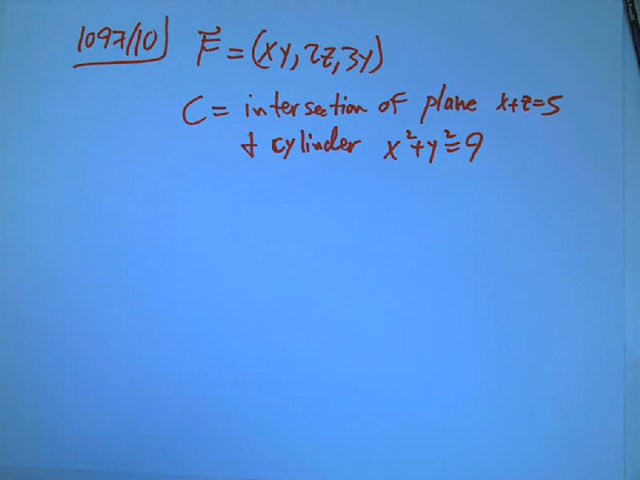 1097/10) F⃗ = (xy, 2z, 3y)
C = intersection of plane x+z=5
+ cylinder x²+y²=9